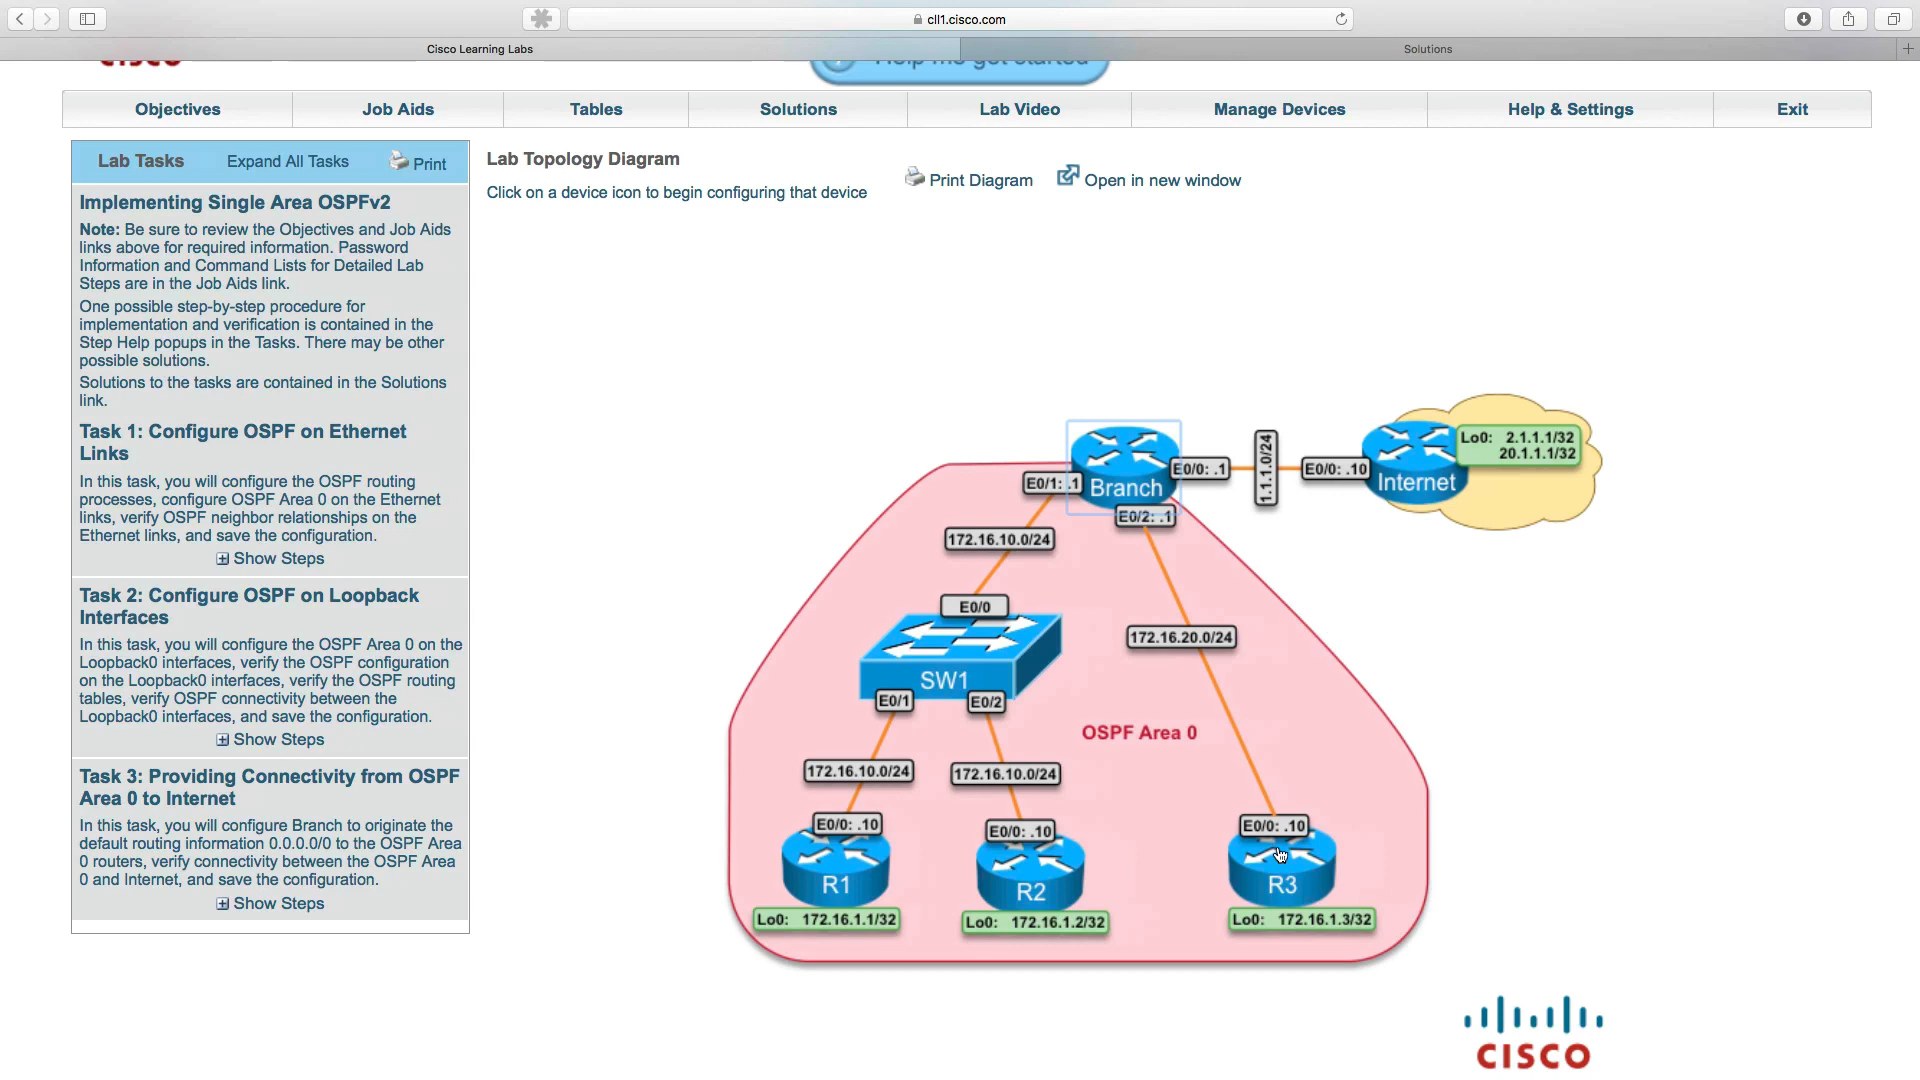 cll1.cisco.com
Cisco Learning Labs
Solutions
CISCO
Help me get started
Objectives
Job Aids
Tables
Solutions
Lab Video
Manage Devices
Help & Settings
Exit
Lab Tasks
Expand All Tasks
Print
Implementing Single Area OSPFv2
Note: Be sure to review the Objectives and Job Aids
links above for required information. Password
Information and Command Lists for Detailed Lab
Steps are in the Job Aids link.
One possible step-by-step procedure for
implementation and verification is contained in the
Step Help popups in the Tasks. There may be other
possible solutions.
Solutions to the tasks are contained in the Solutions
link.
Task 1: Configure OSPF on Ethernet
Links
In this task, you will configure the OSPF routing
processes, configure OSPF Area 0 on the Ethernet
links, verify OSPF neighbor relationships on the
Ethernet links, and save the configuration.
Show Steps
Task 2: Configure OSPF on Loopback
Interfaces
In this task, you will configure the OSPF Area 0 on the
Loopback0 interfaces, verify the OSPF configuration
on the Loopback0 interfaces, verify the OSPF routing
tables, verify OSPF connectivity between the
Loopback0 interfaces, and save the configuration.
Show Steps
Task 3: Providing Connectivity from OSPF
Area 0 to Internet
In this task, you will configure Branch to originate the
default routing information 0.0.0.0/0 to the OSPF Area
0 routers, verify connectivity between the OSPF Area
0 and Internet, and save the configuration.
Show Steps
Lab Topology Diagram
Click on a device icon to begin configuring that device
Print Diagram
Open in new window
Lo0: 2.1.1.1/32
20.1.1.1/32
E0/0: .1
1.1.1.0/24
E0/0: .10
Internet
E0/1: .1
Branch
E0/2: .1
172.16.10.0/24
E0/0
172.16.20.0/24
SW1
E0/1
E0/2
OSPF Area 0
172.16.10.0/24
172.16.10.0/24
E0/0: .10
E0/0: .10
E0/0: .10
R1
R2
R3
Lo0: 172.16.1.1/32
Lo0: 172.16.1.2/32
Lo0: 172.16.1.3/32
CISCO